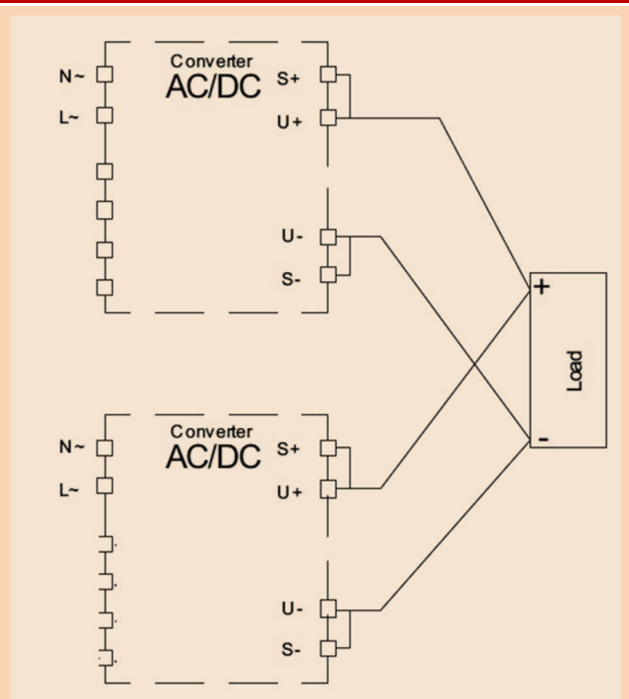 Converter
AC/DC
N~
S+
L~
U+
U-
S-
+
Load
-
Converter
AC/DC
N~
S+
L~
U+
U-
S-